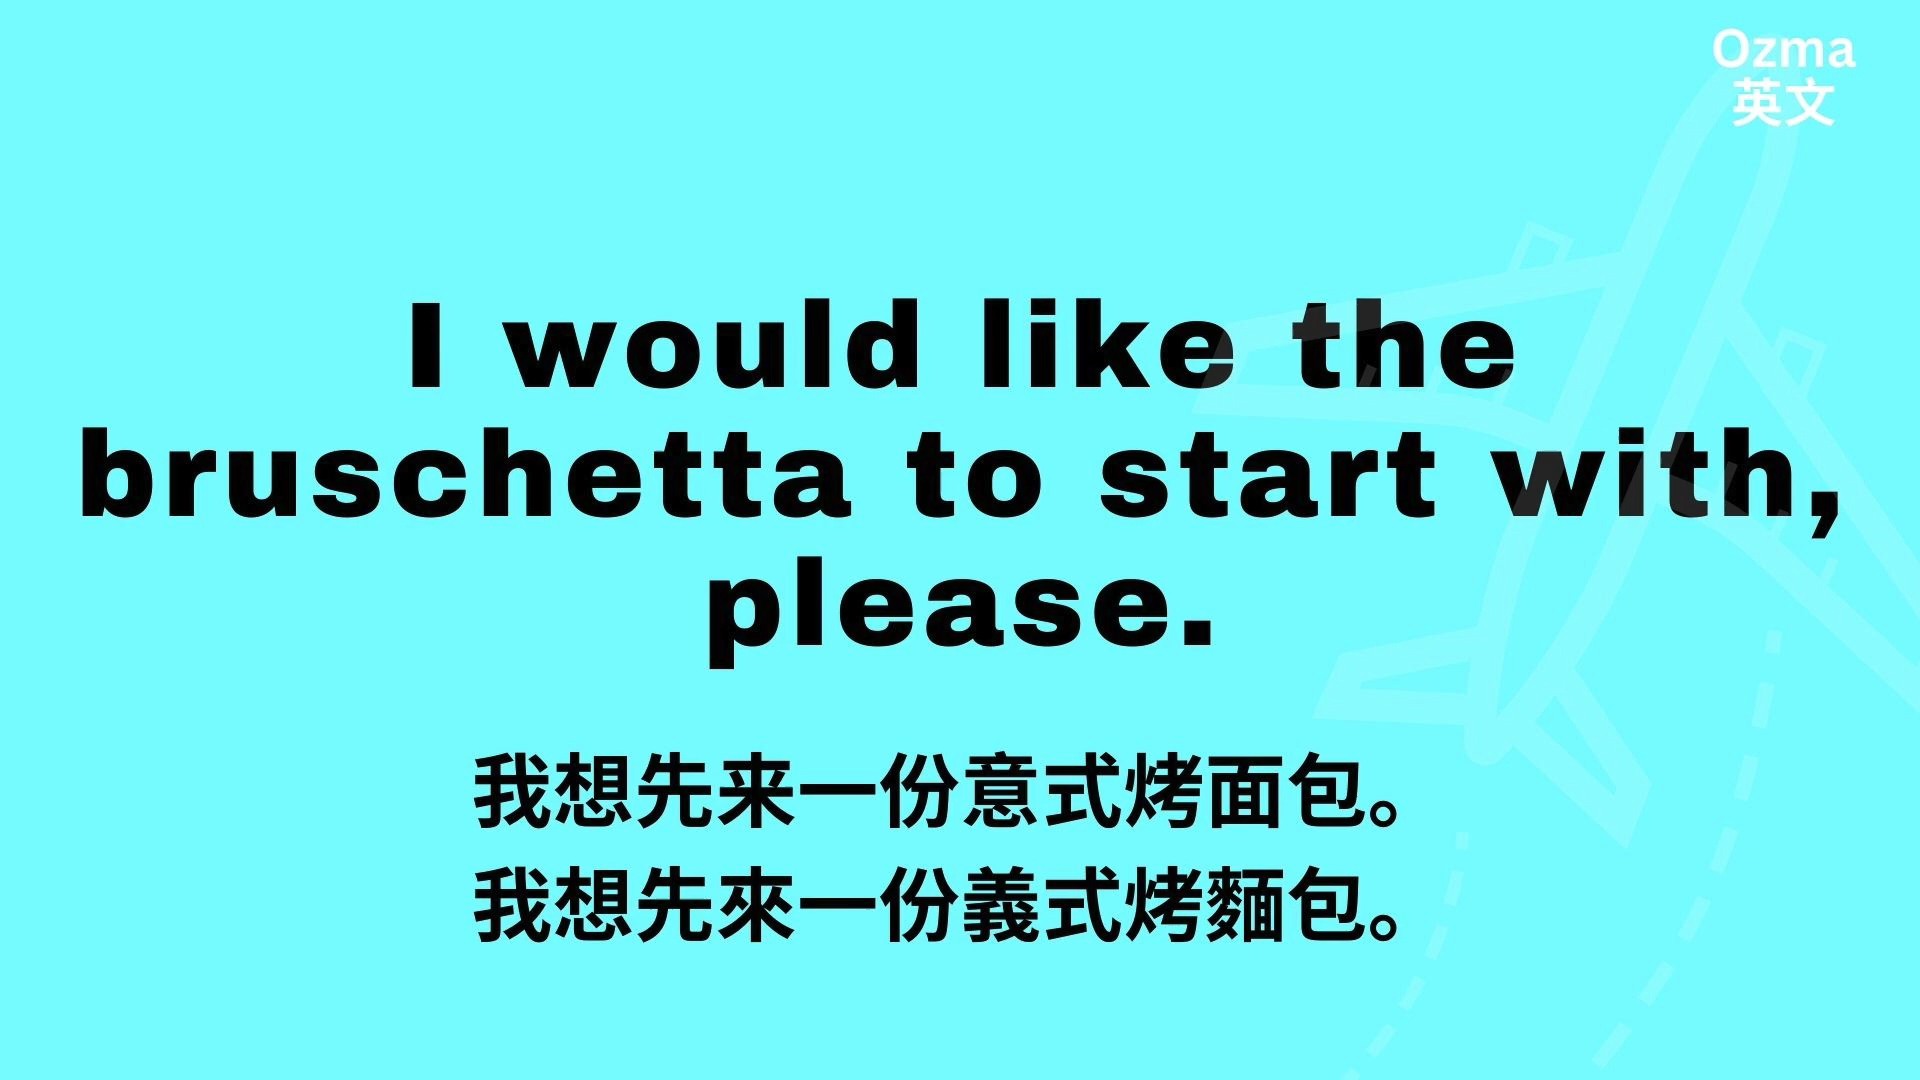 Ozma
英文
I would like the
bruschetta to start with,
please.
我想先来一份意式烤面包。
我想先來一份義式烤麵包。